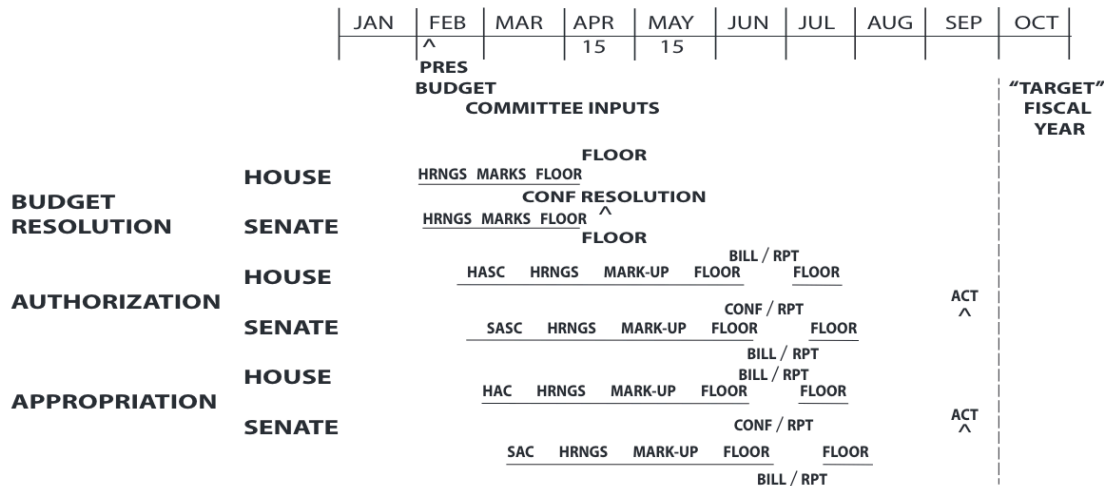 JAN FEB MAR APR MAY JUN JUL AUG SEP OCT
^ 15 15
PRES
BUDGET "TARGET"
COMMITTEE INPUTS FISCAL
YEAR
FLOOR
HOUSE HRNGS MARKS FLOOR
BUDGET CONF RESOLUTION
RESOLUTION SENATE HRNGS MARKS FLOOR ^
FLOOR
BILL / RPT
HOUSE HASC HRNGS MARK-UP FLOOR FLOOR
AUTHORIZATION CONF / RPT ACT
^
SENATE SASC HRNGS MARK-UP FLOOR FLOOR
BILL / RPT
HOUSE BILL / RPT
APPROPRIATION HAC HRNGS MARK-UP FLOOR FLOOR
SENATE CONF / RPT ACT
^
SAC HRNGS MARK-UP FLOOR FLOOR
BILL / RPT